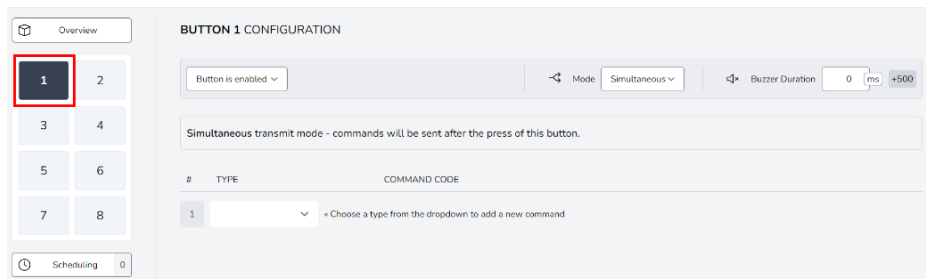 Overview
1 2
3 4
5 6
7 8
Scheduling 0
BUTTON 1 CONFIGURATION
Button is enabled Mode Simultaneous Buzzer Duration 0 ms +500
Simultaneous transmit mode - commands will be sent after the press of this button.
# TYPE COMMAND CODE
1 « Choose a type from the dropdown to add a new command